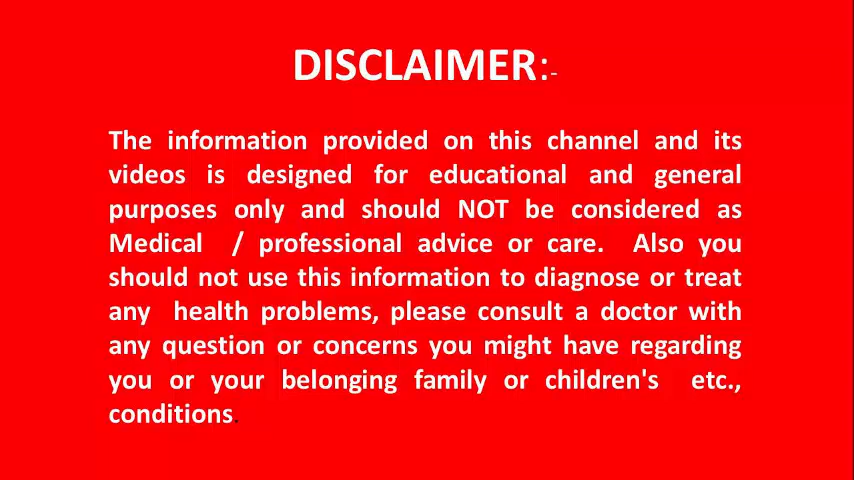 DISCLAIMER:-
The information provided on this channel and its
videos is designed for educational and general
purposes only and should NOT be considered as
Medical / professional advice or care. Also you
should not use this information to diagnose or treat
any health problems, please consult a doctor with
any question or concerns you might have regarding
you or your belonging family or children's etc.,
conditions.